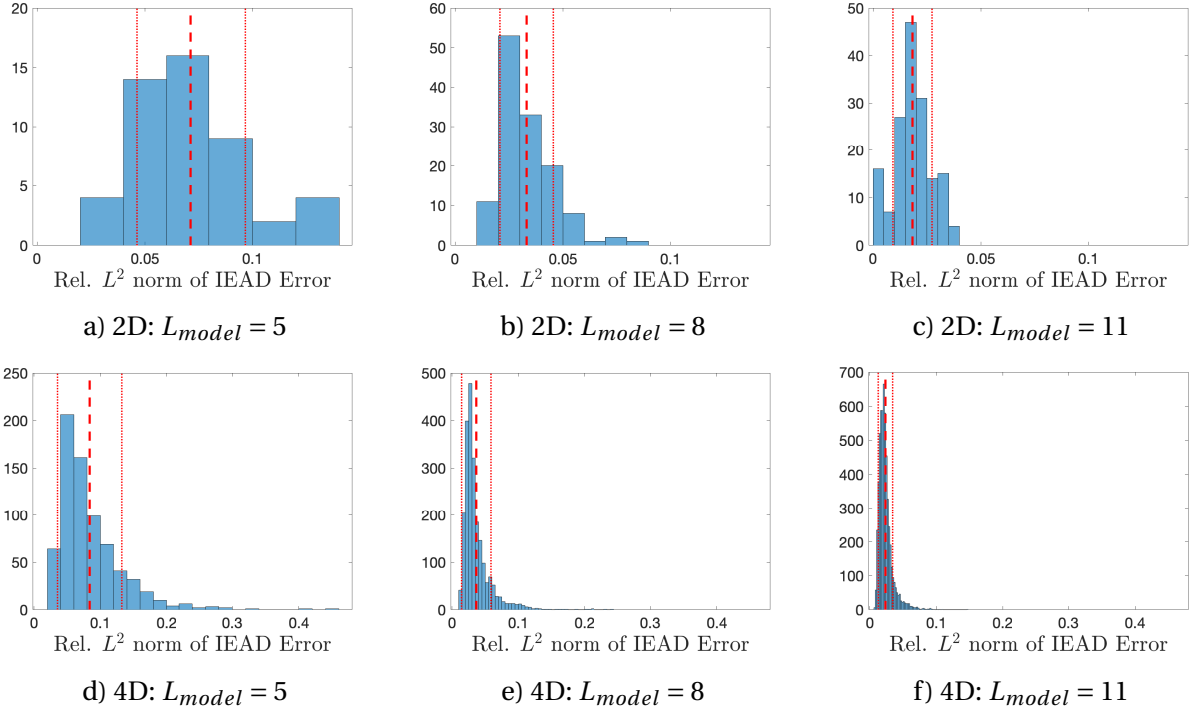 20
15
10
5
0
0 0.05 0.1
Rel. L² norm of IEAD Error
a) 2D: L_model = 5
60
50
40
30
20
10
0
0 0.05 0.1
Rel. L² norm of IEAD Error
b) 2D: L_model = 8
50
40
30
20
10
0
0 0.05 0.1
Rel. L² norm of IEAD Error
c) 2D: L_model = 11
250
200
150
100
50
0
0 0.1 0.2 0.3 0.4
Rel. L² norm of IEAD Error
d) 4D: L_model = 5
500
400
300
200
100
0
0 0.1 0.2 0.3 0.4
Rel. L² norm of IEAD Error
e) 4D: L_model = 8
700
600
500
400
300
200
100
0
0 0.1 0.2 0.3 0.4
Rel. L² norm of IEAD Error
f) 4D: L_model = 11